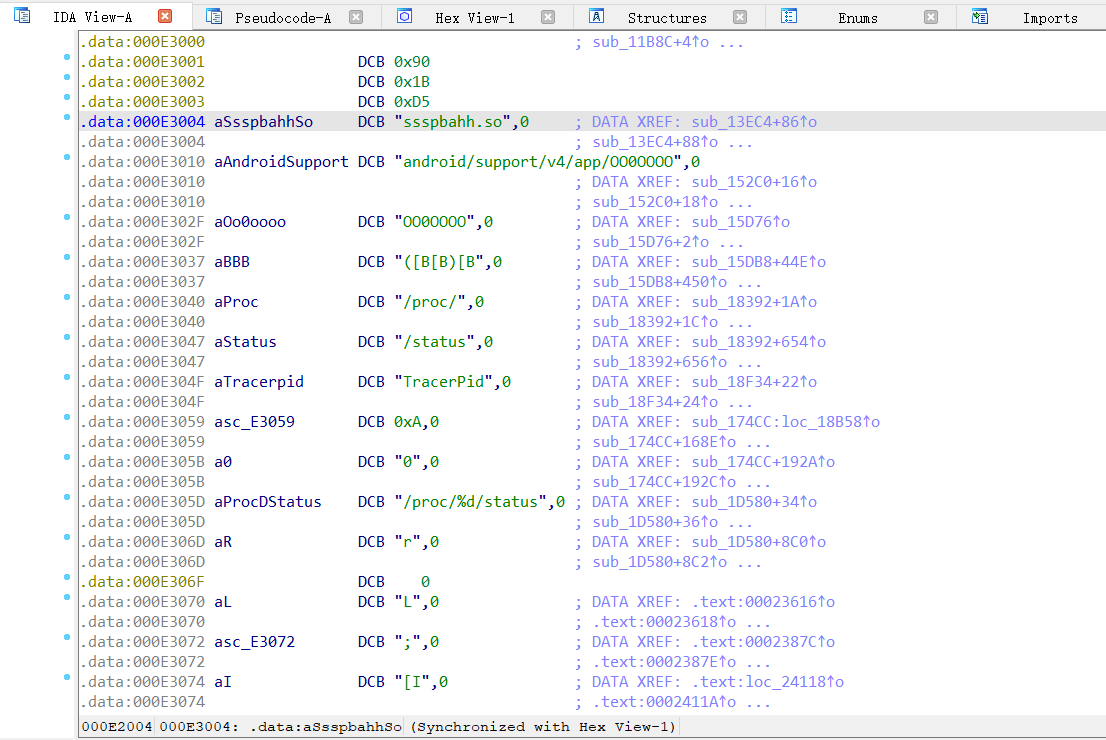 IDA View-A Pseudocode-A Hex View-1 Structures Enums Imports
.data:000E3000 ; sub_11B8C+4↑o ...
.data:000E3001 DCB 0x90
.data:000E3002 DCB 0x1B
.data:000E3003 DCB 0xD5
.data:000E3004 aSsspbahhSo DCB "ssspbahh.so",0 ; DATA XREF: sub_13EC4+86↑o
.data:000E3004 ; sub_13EC4+88↑o ...
.data:000E3010 aAndroidSupport DCB "android/support/v4/app/OO0OOOO",0
.data:000E3010 ; DATA XREF: sub_152C0+16↑o
.data:000E3010 ; sub_152C0+18↑o ...
.data:000E302F aOo0oooo DCB "OO0OOOO",0 ; DATA XREF: sub_15D76↑o
.data:000E302F ; sub_15D76+2↑o ...
.data:000E3037 aBBB DCB "([B[B)[B",0 ; DATA XREF: sub_15DB8+44E↑o
.data:000E3037 ; sub_15DB8+450↑o ...
.data:000E3040 aProc DCB "/proc/",0 ; DATA XREF: sub_18392+1A↑o
.data:000E3040 ; sub_18392+1C↑o ...
.data:000E3047 aStatus DCB "/status",0 ; DATA XREF: sub_18392+654↑o
.data:000E3047 ; sub_18392+656↑o ...
.data:000E304F aTracerpid DCB "TracerPid",0 ; DATA XREF: sub_18F34+22↑o
.data:000E304F ; sub_18F34+24↑o ...
.data:000E3059 asc_E3059 DCB 0xA,0 ; DATA XREF: sub_174CC:loc_18B58↑o
.data:000E3059 ; sub_174CC+168E↑o ...
.data:000E305B a0 DCB "0",0 ; DATA XREF: sub_174CC+192A↑o
.data:000E305B ; sub_174CC+192C↑o ...
.data:000E305D aProcDStatus DCB "/proc/%d/status",0 ; DATA XREF: sub_1D580+34↑o
.data:000E305D ; sub_1D580+36↑o ...
.data:000E306D aR DCB "r",0 ; DATA XREF: sub_1D580+8C0↑o
.data:000E306D ; sub_1D580+8C2↑o ...
.data:000E306F DCB 0
.data:000E3070 aL DCB "L",0 ; DATA XREF: .text:00023616↑o
.data:000E3070 ; .text:00023618↑o ...
.data:000E3072 asc_E3072 DCB ";",0 ; DATA XREF: .text:0002387C↑o
.data:000E3072 ; .text:0002387E↑o ...
.data:000E3074 aI DCB "[I",0 ; DATA XREF: .text:loc_24118↑o
.data:000E3074 ; .text:0002411A↑o ...
000E2004 000E3004: .data:aSsspbahhSo (Synchronized with Hex View-1)